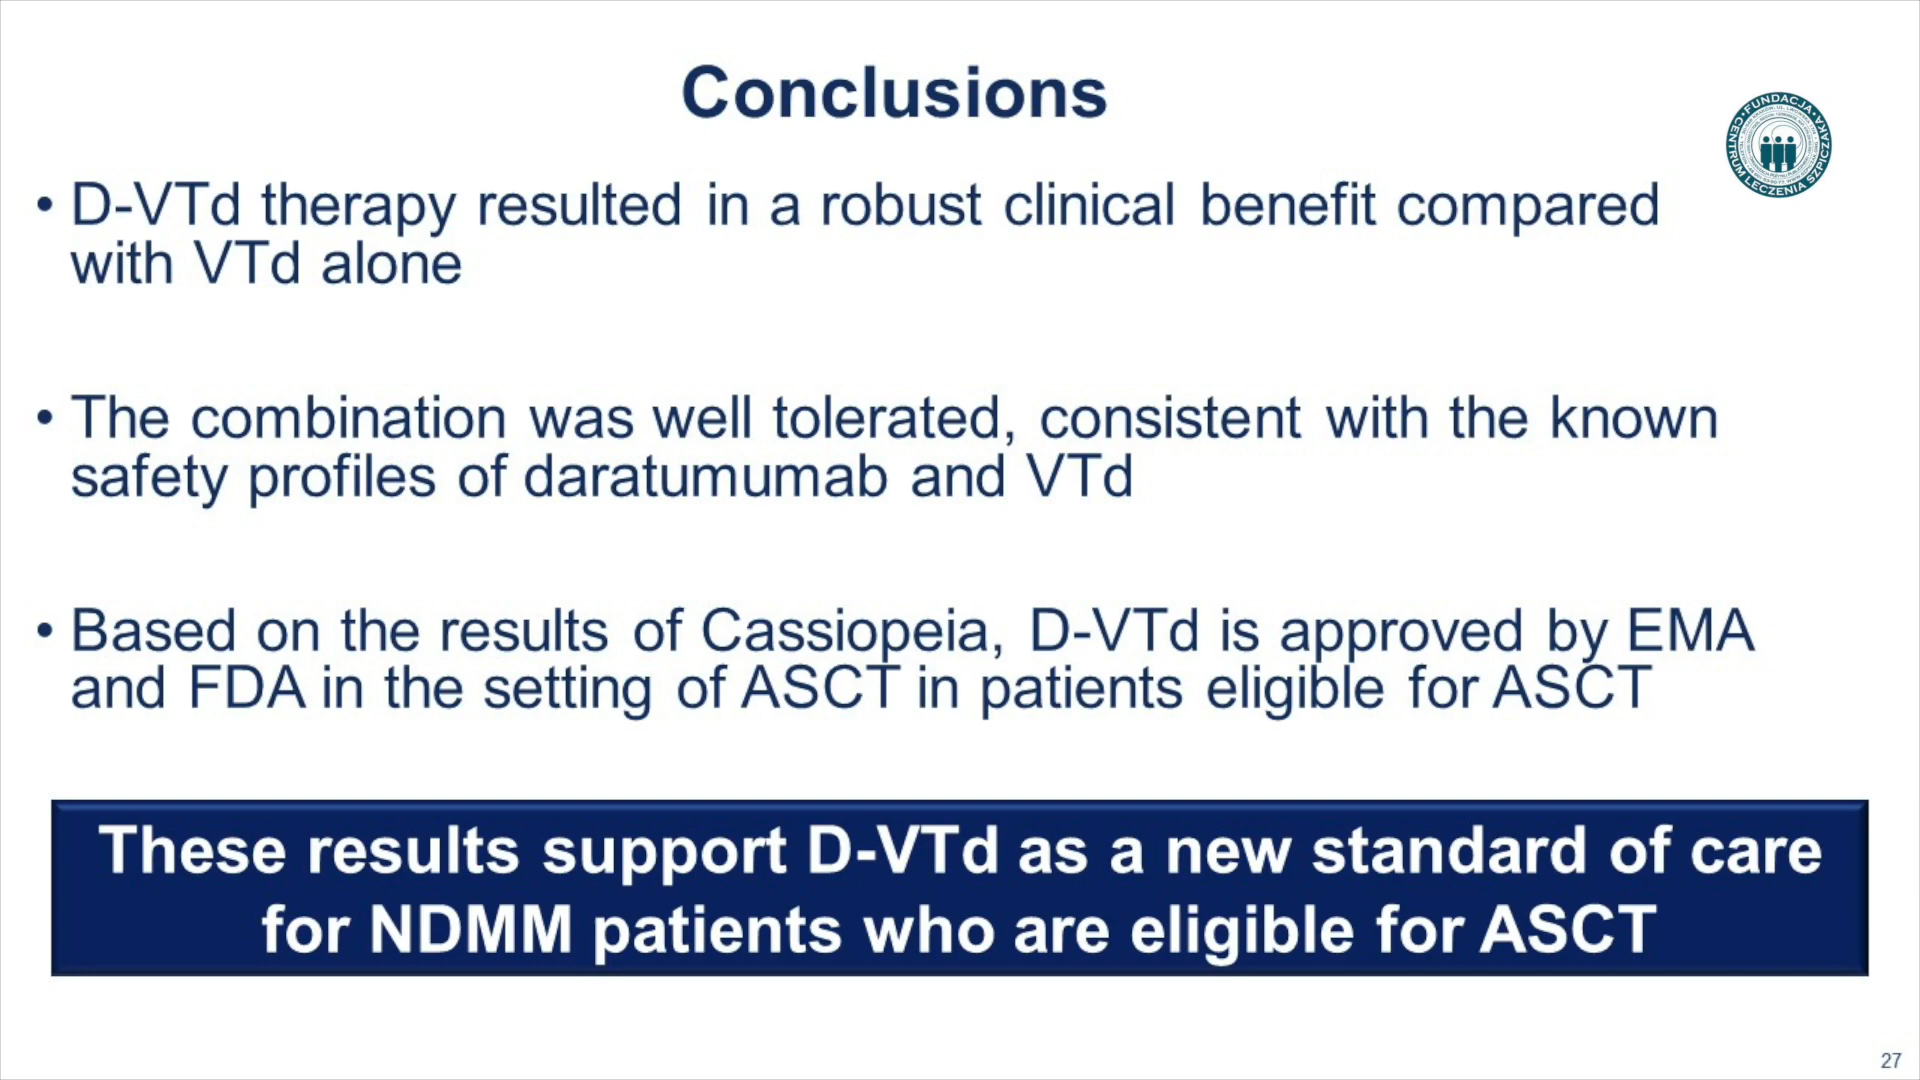 Conclusions
• D-VTd therapy resulted in a robust clinical benefit compared
with VTd alone
• The combination was well tolerated, consistent with the known
safety profiles of daratumumab and VTd
• Based on the results of Cassiopeia, D-VTd is approved by EMA
and FDA in the setting of ASCT in patients eligible for ASCT
These results support D-VTd as a new standard of care
for NDMM patients who are eligible for ASCT
FUNDACJA
CENTRUM LECZENIA SZPICZAKA
27